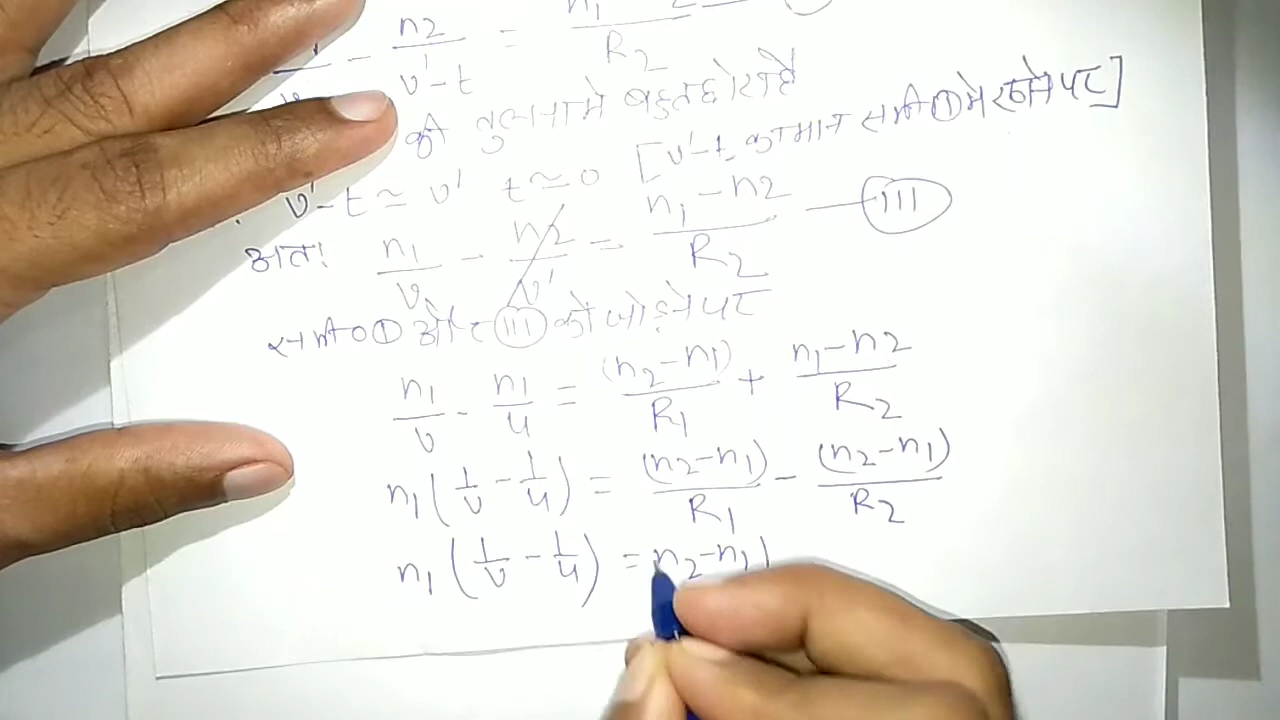 n2/v'-t = n1 2/R2
की तुलना मे बहुत छोटा है
v'-t ≃ v' t ≃ 0 [v'-t का मान समी० ① मे रखने पर]
अतः n1/v - n2/v' = n1-n2/R2 — III
समी० ① और III को जोड़ने पर
n1/v - n1/u = (n2-n1)/R1 + n1-n2/R2
n1(1/v - 1/u) = (n2-n1)/R1 - (n2-n1)/R2
n1(1/v - 1/u) = n2-n1)